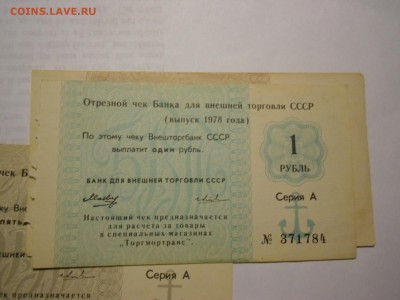 COINS.LAVE.RU
Отрезной чек Банка для внешней торговли СССР
(выпуск 1978 года)
По этому чеку Внешторгбанк СССР
выплатит один рубль.
1
РУБЛЬ
БАНК ДЛЯ ВНЕШНЕЙ ТОРГОВЛИ СССР
Серия А
Настоящий чек предназначается
для расчета за товары
в специальных магазинах
"Торгмортранс".
№ 371784
Серия А
предназначается